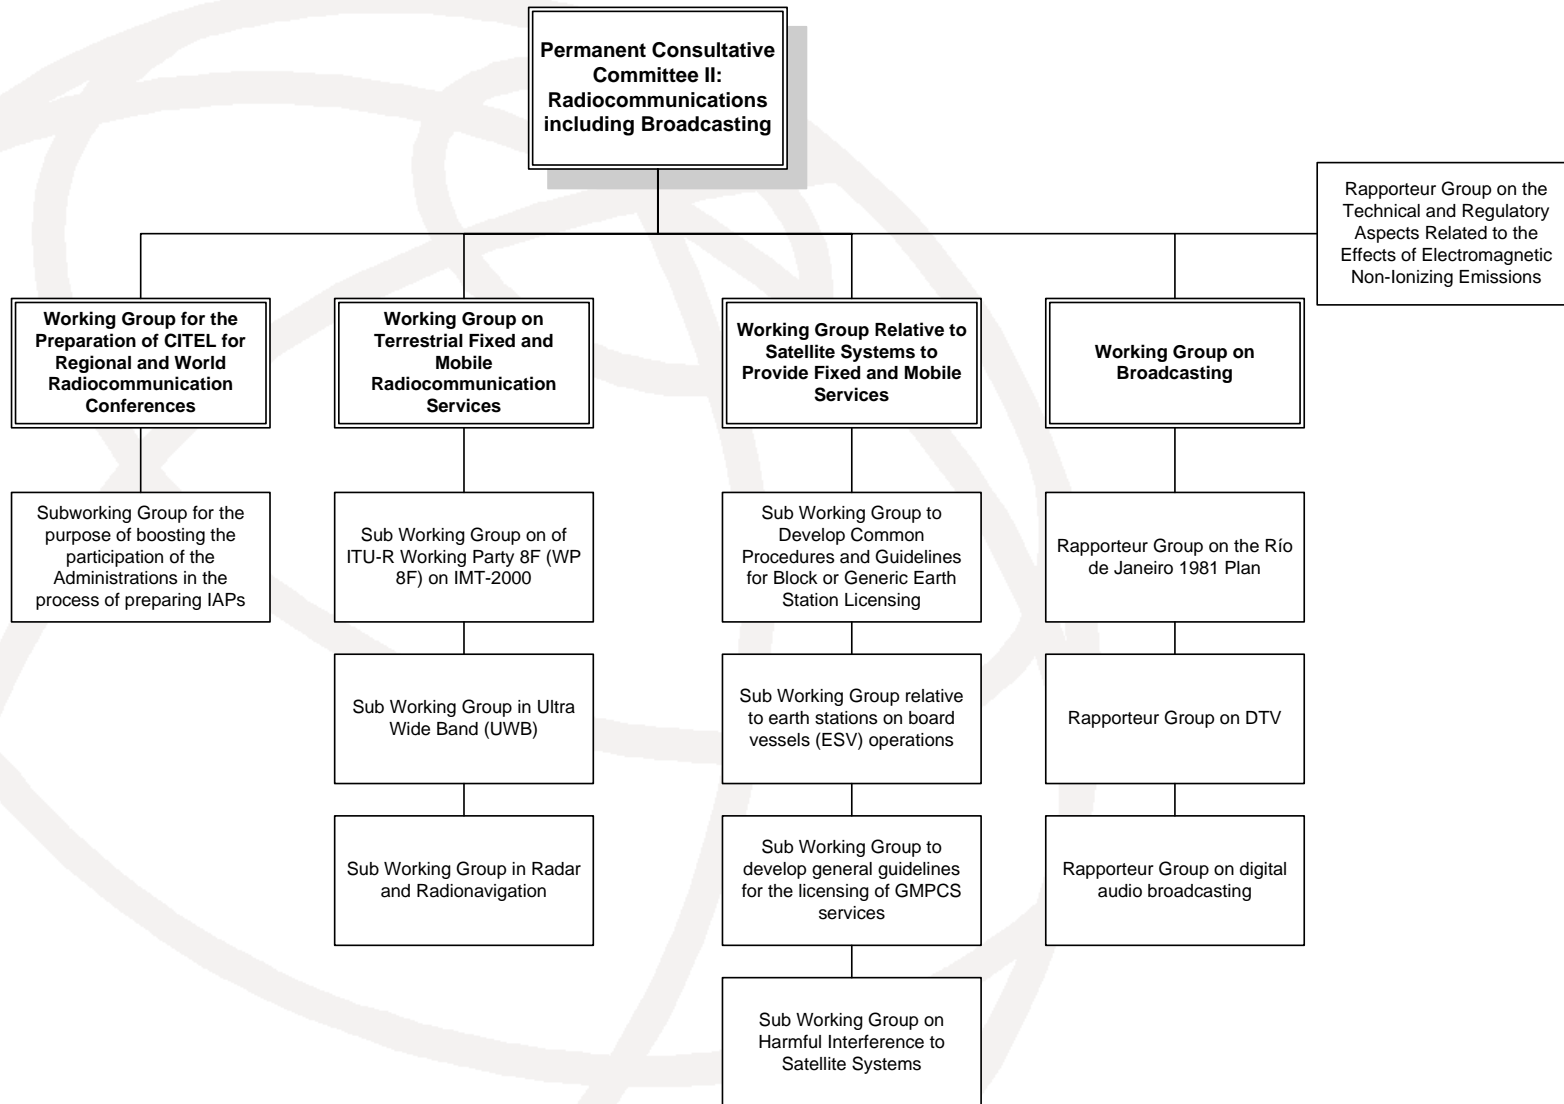 Permanent Consultative
Committee II:
Radiocommunications
including Broadcasting
Rapporteur Group on the
Technical and Regulatory
Aspects Related to the
Effects of Electromagnetic
Non-Ionizing Emissions
Working Group for the
Preparation of CITEL for
Regional and World
Radiocommunication
Conferences
Working Group on
Terrestrial Fixed and
Mobile
Radiocommunication
Services
Working Group Relative to
Satellite Systems to
Provide Fixed and Mobile
Services
Working Group on
Broadcasting
Subworking Group for the
purpose of boosting the
participation of the
Administrations in the
process of preparing IAPs
Sub Working Group on of
ITU-R Working Party 8F (WP
8F) on IMT-2000
Sub Working Group to
Develop Common
Procedures and Guidelines
for Block or Generic Earth
Station Licensing
Rapporteur Group on the Río
de Janeiro 1981 Plan
Sub Working Group in Ultra
Wide Band (UWB)
Sub Working Group relative
to earth stations on board
vessels (ESV) operations
Rapporteur Group on DTV
Sub Working Group in Radar
and Radionavigation
Sub Working Group to
develop general guidelines
for the licensing of GMPCS
services
Rapporteur Group on digital
audio broadcasting
Sub Working Group on
Harmful Interference to
Satellite Systems